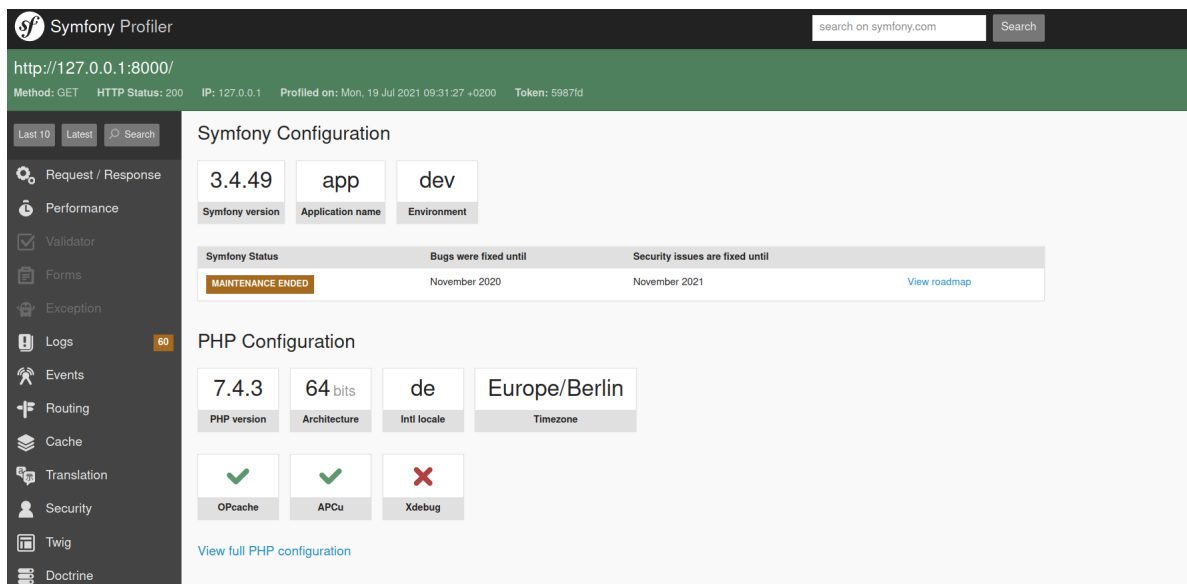 sf Symfony Profiler
search on symfony.com Search
http://127.0.0.1:8000/
Method: GET HTTP Status: 200 IP: 127.0.0.1 Profiled on: Mon, 19 Jul 2021 09:31:27 +0200 Token: 5987fd
Last 10 Latest Search
Request / Response
Performance
Validator
Forms
Exception
Logs 60
Events
Routing
Cache
Translation
Security
Twig
Doctrine
Symfony Configuration
3.4.49 app dev
Symfony version Application name Environment
Symfony Status Bugs were fixed until Security issues are fixed until
MAINTENANCE ENDED November 2020 November 2021 View roadmap
PHP Configuration
7.4.3 64 bits de Europe/Berlin
PHP version Architecture Intl locale Timezone
OPcache APCu Xdebug
View full PHP configuration